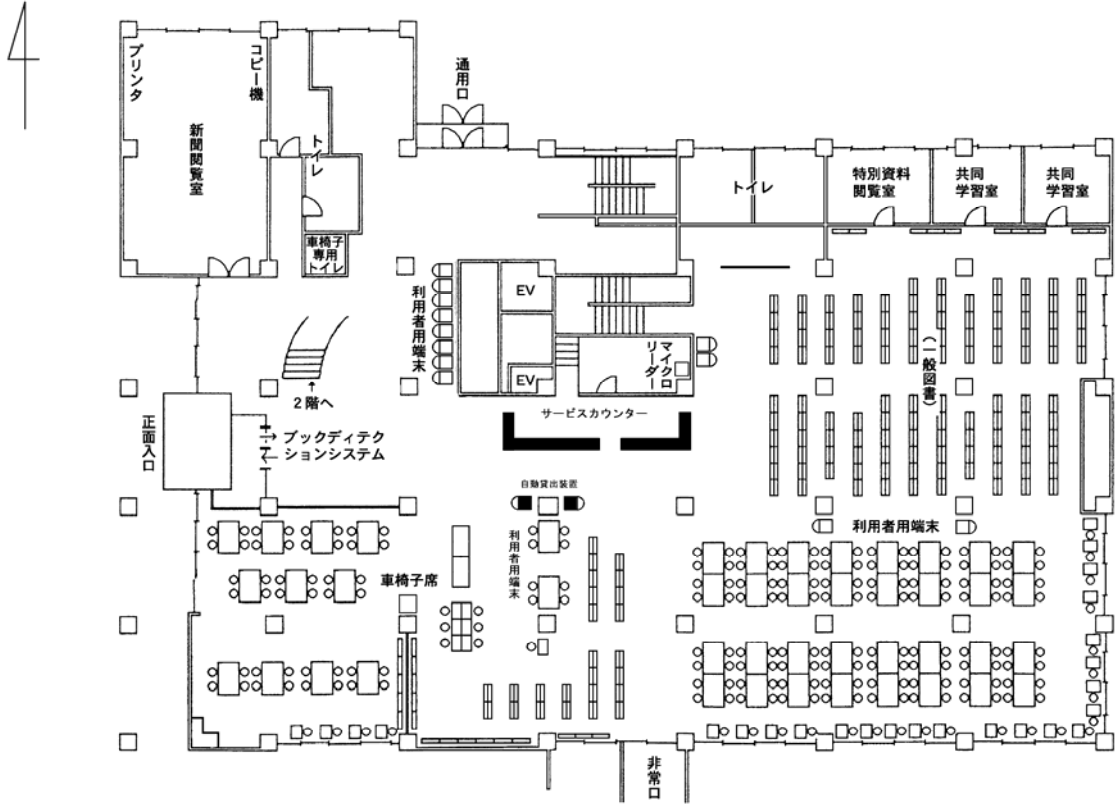 プリンタ
コピー機
新聞閲覧室
トイレ
車椅子
専用
トイレ
通用口
トイレ
特別資料
閲覧室
共同
学習室
共同
学習室
利用者用端末
EV
EV
マイクロ
リーダー
(一般図書)
2階へ
サービスカウンター
正面入口
ブックディテク
ションシステム
自動貸出装置
利用者用端末
利用者用端末
車椅子席
非常口